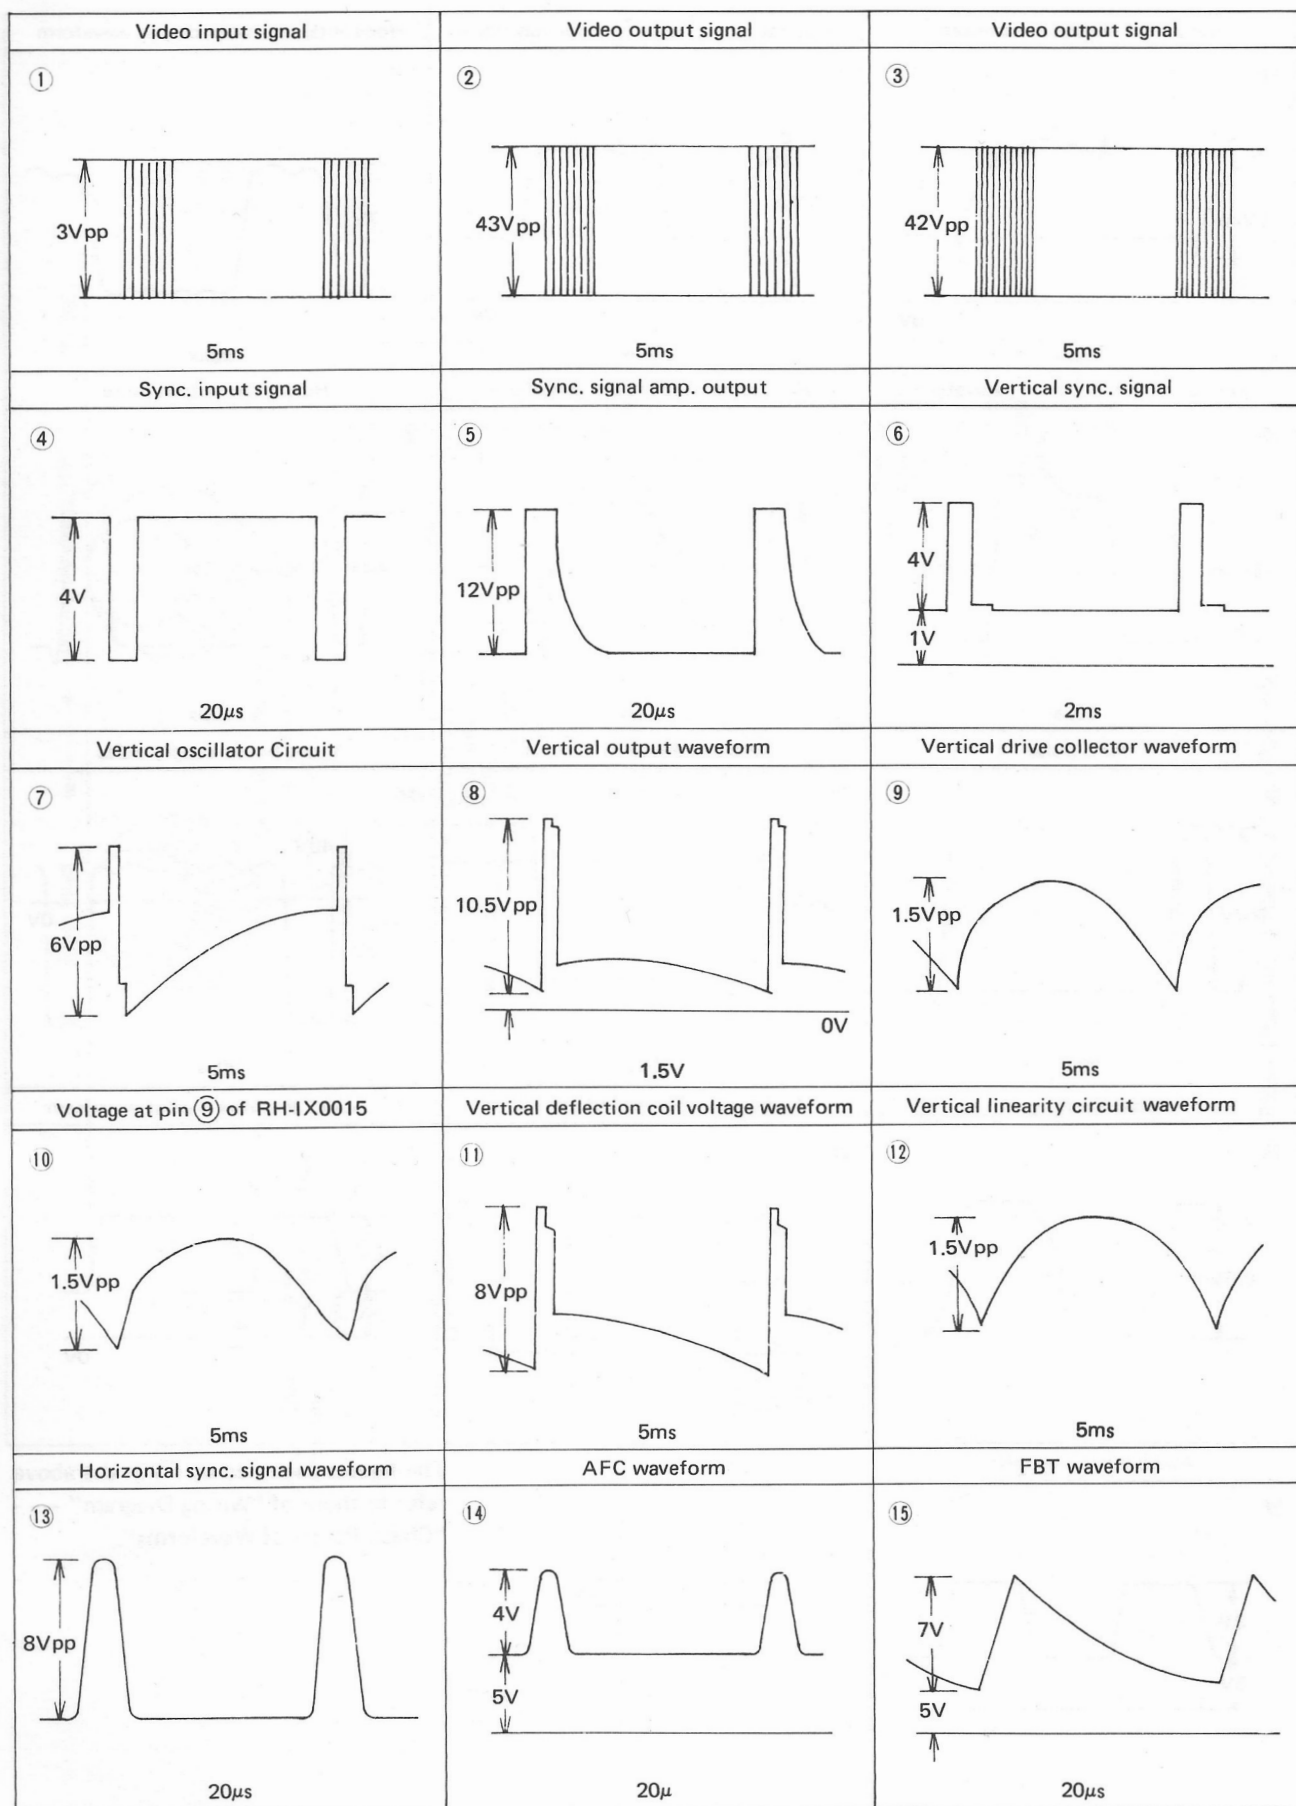 Video input signal
Video output signal
Video output signal
①
②
③
3Vpp
43Vpp
42Vpp
5ms
5ms
5ms
Sync. input signal
Sync. signal amp. output
Vertical sync. signal
④
⑤
⑥
4V
12Vpp
4V
1V
20μs
20μs
2ms
Vertical oscillator Circuit
Vertical output waveform
Vertical drive collector waveform
⑦
⑧
⑨
6Vpp
10.5Vpp
0V
1.5Vpp
5ms
1.5V
5ms
Voltage at pin ⑨ of RH-IX0015
Vertical deflection coil voltage waveform
Vertical linearity circuit waveform
⑩
⑪
⑫
1.5Vpp
8Vpp
1.5Vpp
5ms
5ms
5ms
Horizontal sync. signal waveform
AFC waveform
FBT waveform
⑬
⑭
⑮
8Vpp
4V
5V
7V
5V
20μs
20μ
20μs